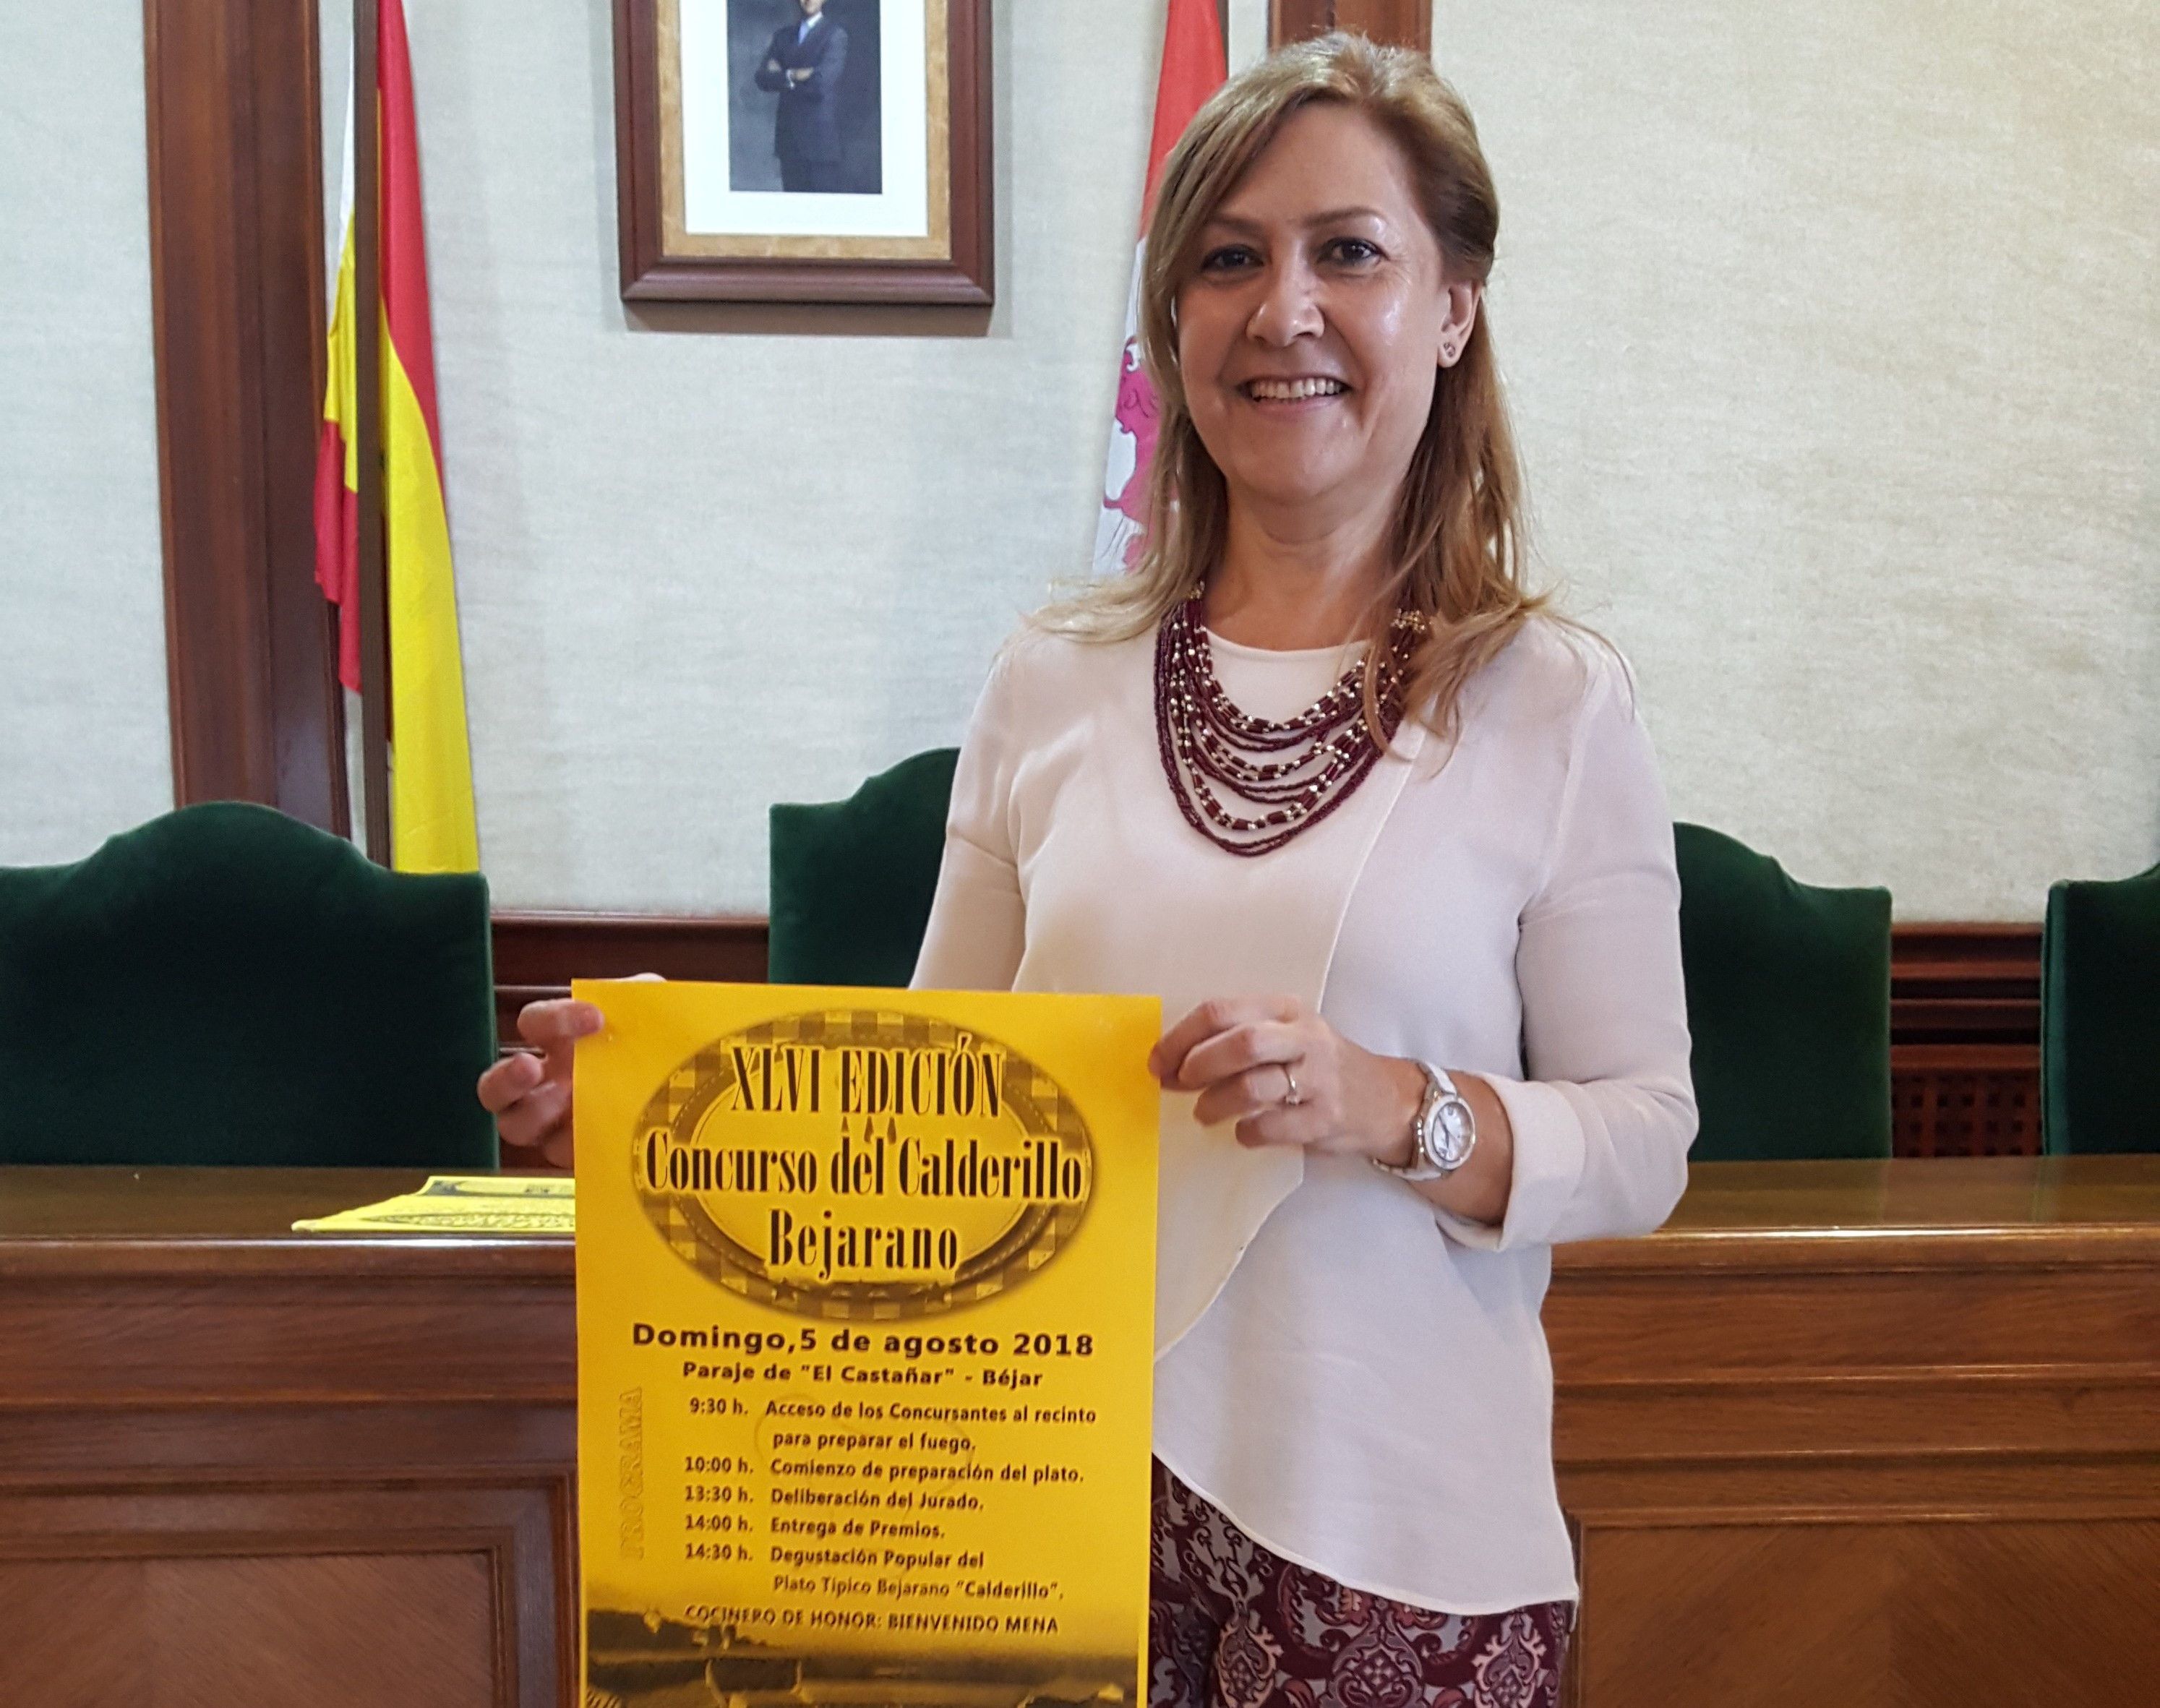 XLVI EDICIÓN
Concurso del Calderillo
Bejarano
Domingo,5 de agosto 2018
Paraje de "El Castañar" - Béjar
PROGRAMA
9:30 h. Acceso de los Concursantes al recinto
para preparar el fuego.
10:00 h. Comienzo de preparación del plato.
13:30 h. Deliberación del Jurado.
14:00 h. Entrega de Premios.
14:30 h. Degustación Popular del
Plato Típico Bejarano "Calderillo".
COCINERO DE HONOR: BIENVENIDO MENA